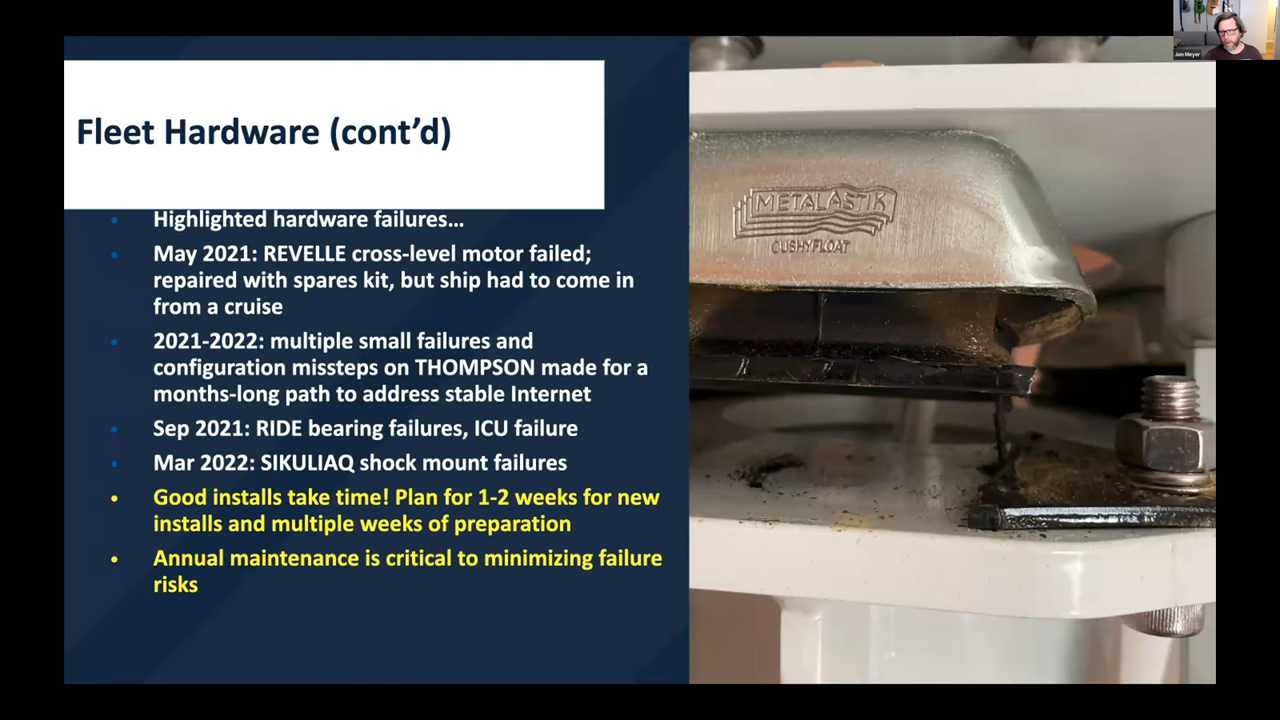 Jon Meyer
Fleet Hardware (cont’d)
• Highlighted hardware failures…
• May 2021: REVELLE cross-level motor failed;
repaired with spares kit, but ship had to come in
from a cruise
• 2021-2022: multiple small failures and
configuration missteps on THOMPSON made for a
months-long path to address stable Internet
• Sep 2021: RIDE bearing failures, ICU failure
• Mar 2022: SIKULIAQ shock mount failures
• Good installs take time! Plan for 1-2 weeks for new
installs and multiple weeks of preparation
• Annual maintenance is critical to minimizing failure
risks
METALASTIK
CUSHYFLOAT